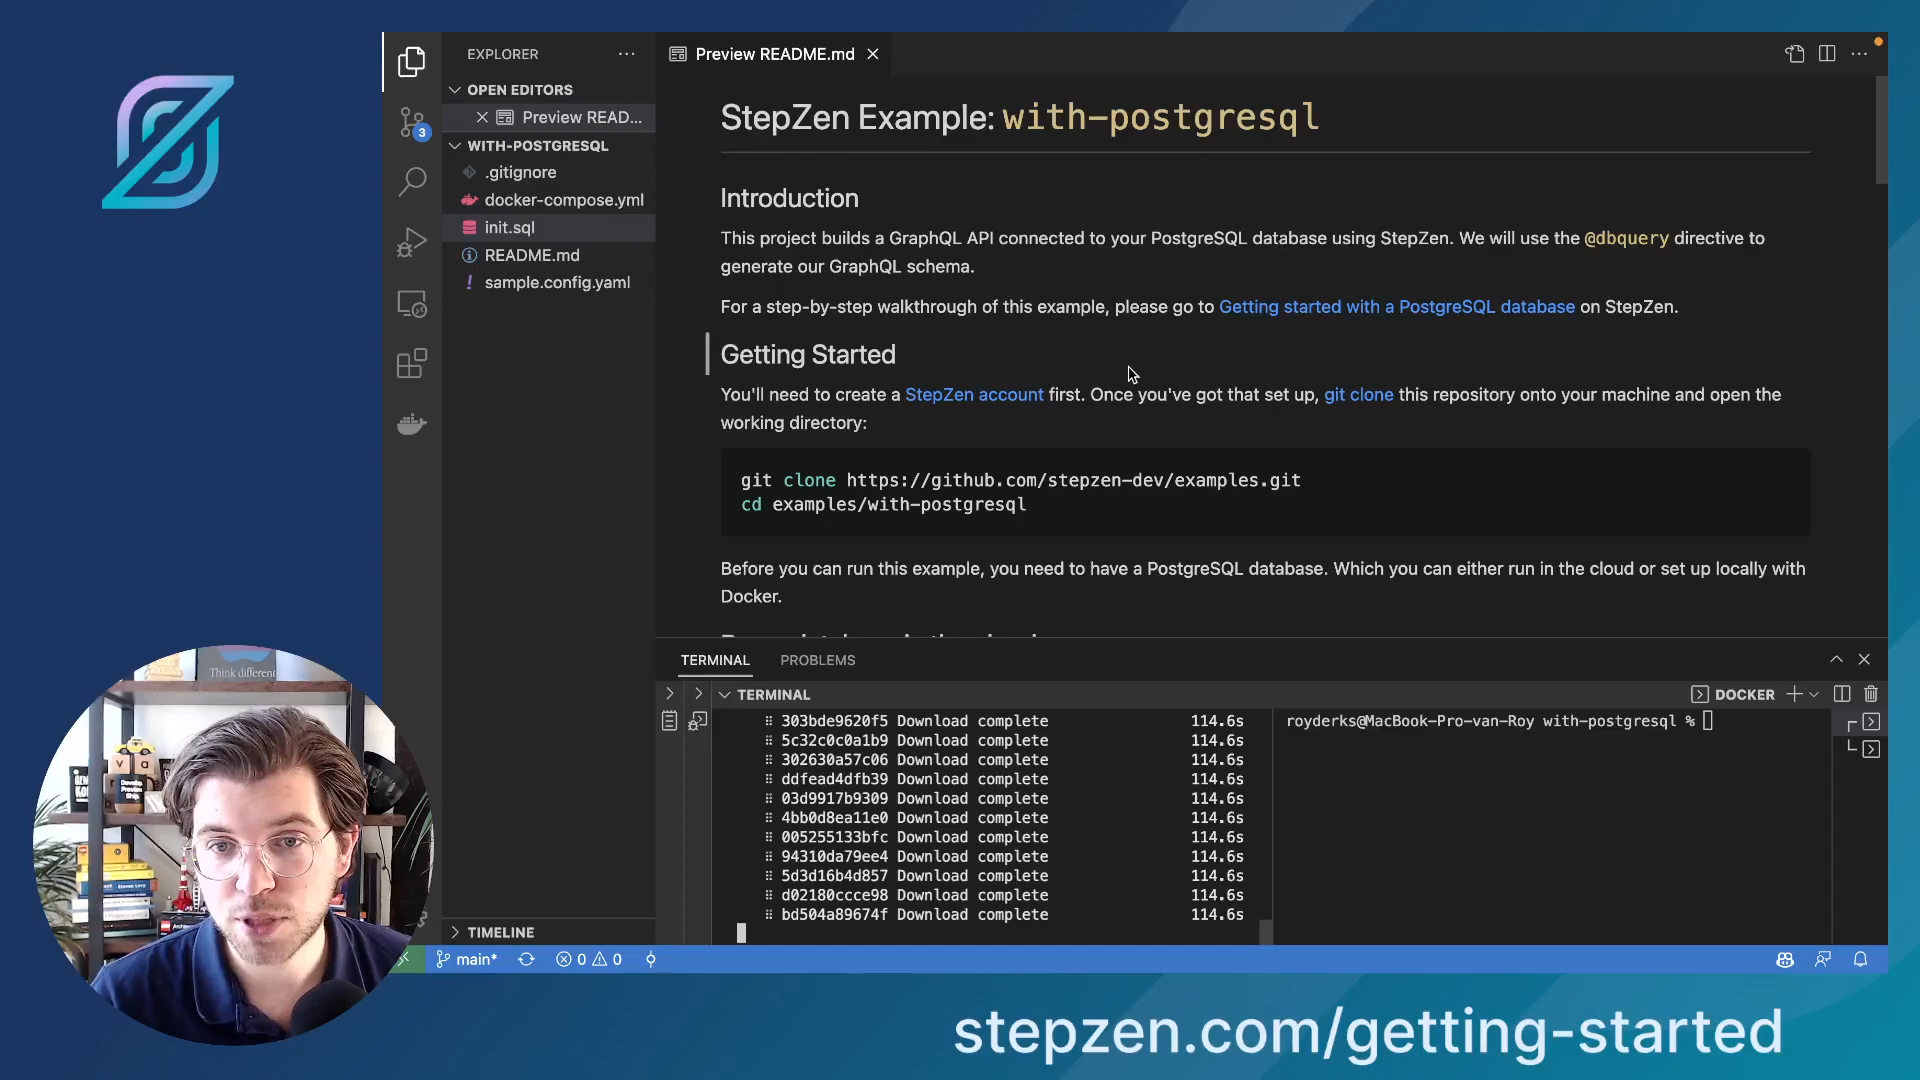 EXPLORER
OPEN EDITORS
Preview READ...
WITH-POSTGRESQL
.gitignore
docker-compose.yml
init.sql
README.md
sample.config.yaml
3
TIMELINE
Preview README.md
StepZen Example: with-postgresql
Introduction
This project builds a GraphQL API connected to your PostgreSQL database using StepZen. We will use the @dbquery directive to
generate our GraphQL schema.
For a step-by-step walkthrough of this example, please go to Getting started with a PostgreSQL database on StepZen.
Getting Started
You'll need to create a StepZen account first. Once you've got that set up, git clone this repository onto your machine and open the
working directory:
git clone https://github.com/stepzen-dev/examples.git
cd examples/with-postgresql
Before you can run this example, you need to have a PostgreSQL database. Which you can either run in the cloud or set up locally with
Docker.
TERMINAL PROBLEMS
TERMINAL
DOCKER
303bde9620f5 Download complete 114.6s
5c32c0c0a1b9 Download complete 114.6s
302630a57c06 Download complete 114.6s
ddfead4dfb39 Download complete 114.6s
03d9917b9309 Download complete 114.6s
4bb0d8ea11e0 Download complete 114.6s
005255133bfc Download complete 114.6s
94310da79ee4 Download complete 114.6s
5d3d16b4d857 Download complete 114.6s
d02180ccce98 Download complete 114.6s
bd504a89674f Download complete 114.6s
royderks@MacBook-Pro-van-Roy with-postgresql %
main*
0 0
Think different
stepzen.com/getting-started